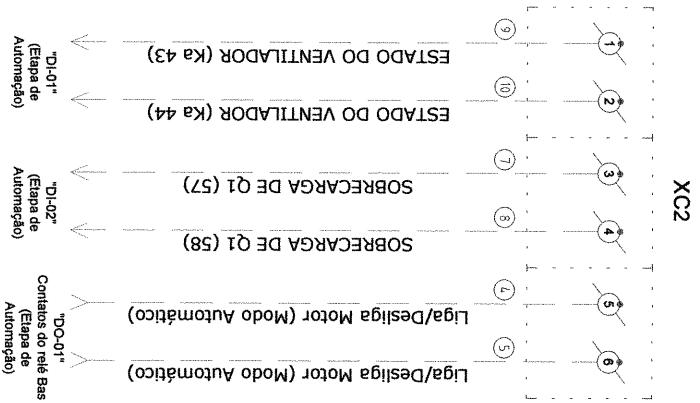 XC2
1
9
ESTADO DO VENTILADOR (Ka 43)
"DI-01"
(Etapa de
Automação)
2
10
ESTADO DO VENTILADOR (Ka 44)
3
7
SOBRECARGA DE Q1 (57)
"DI-02"
(Etapa de
Automação)
4
8
SOBRECARGA DE Q1 (58)
5
4
Liga/Desliga Motor (Modo Automático)
"DO-01"
Contatos do relé Bas
(Etapa de
Automação)
6
5
Liga/Desliga Motor (Modo Automático)